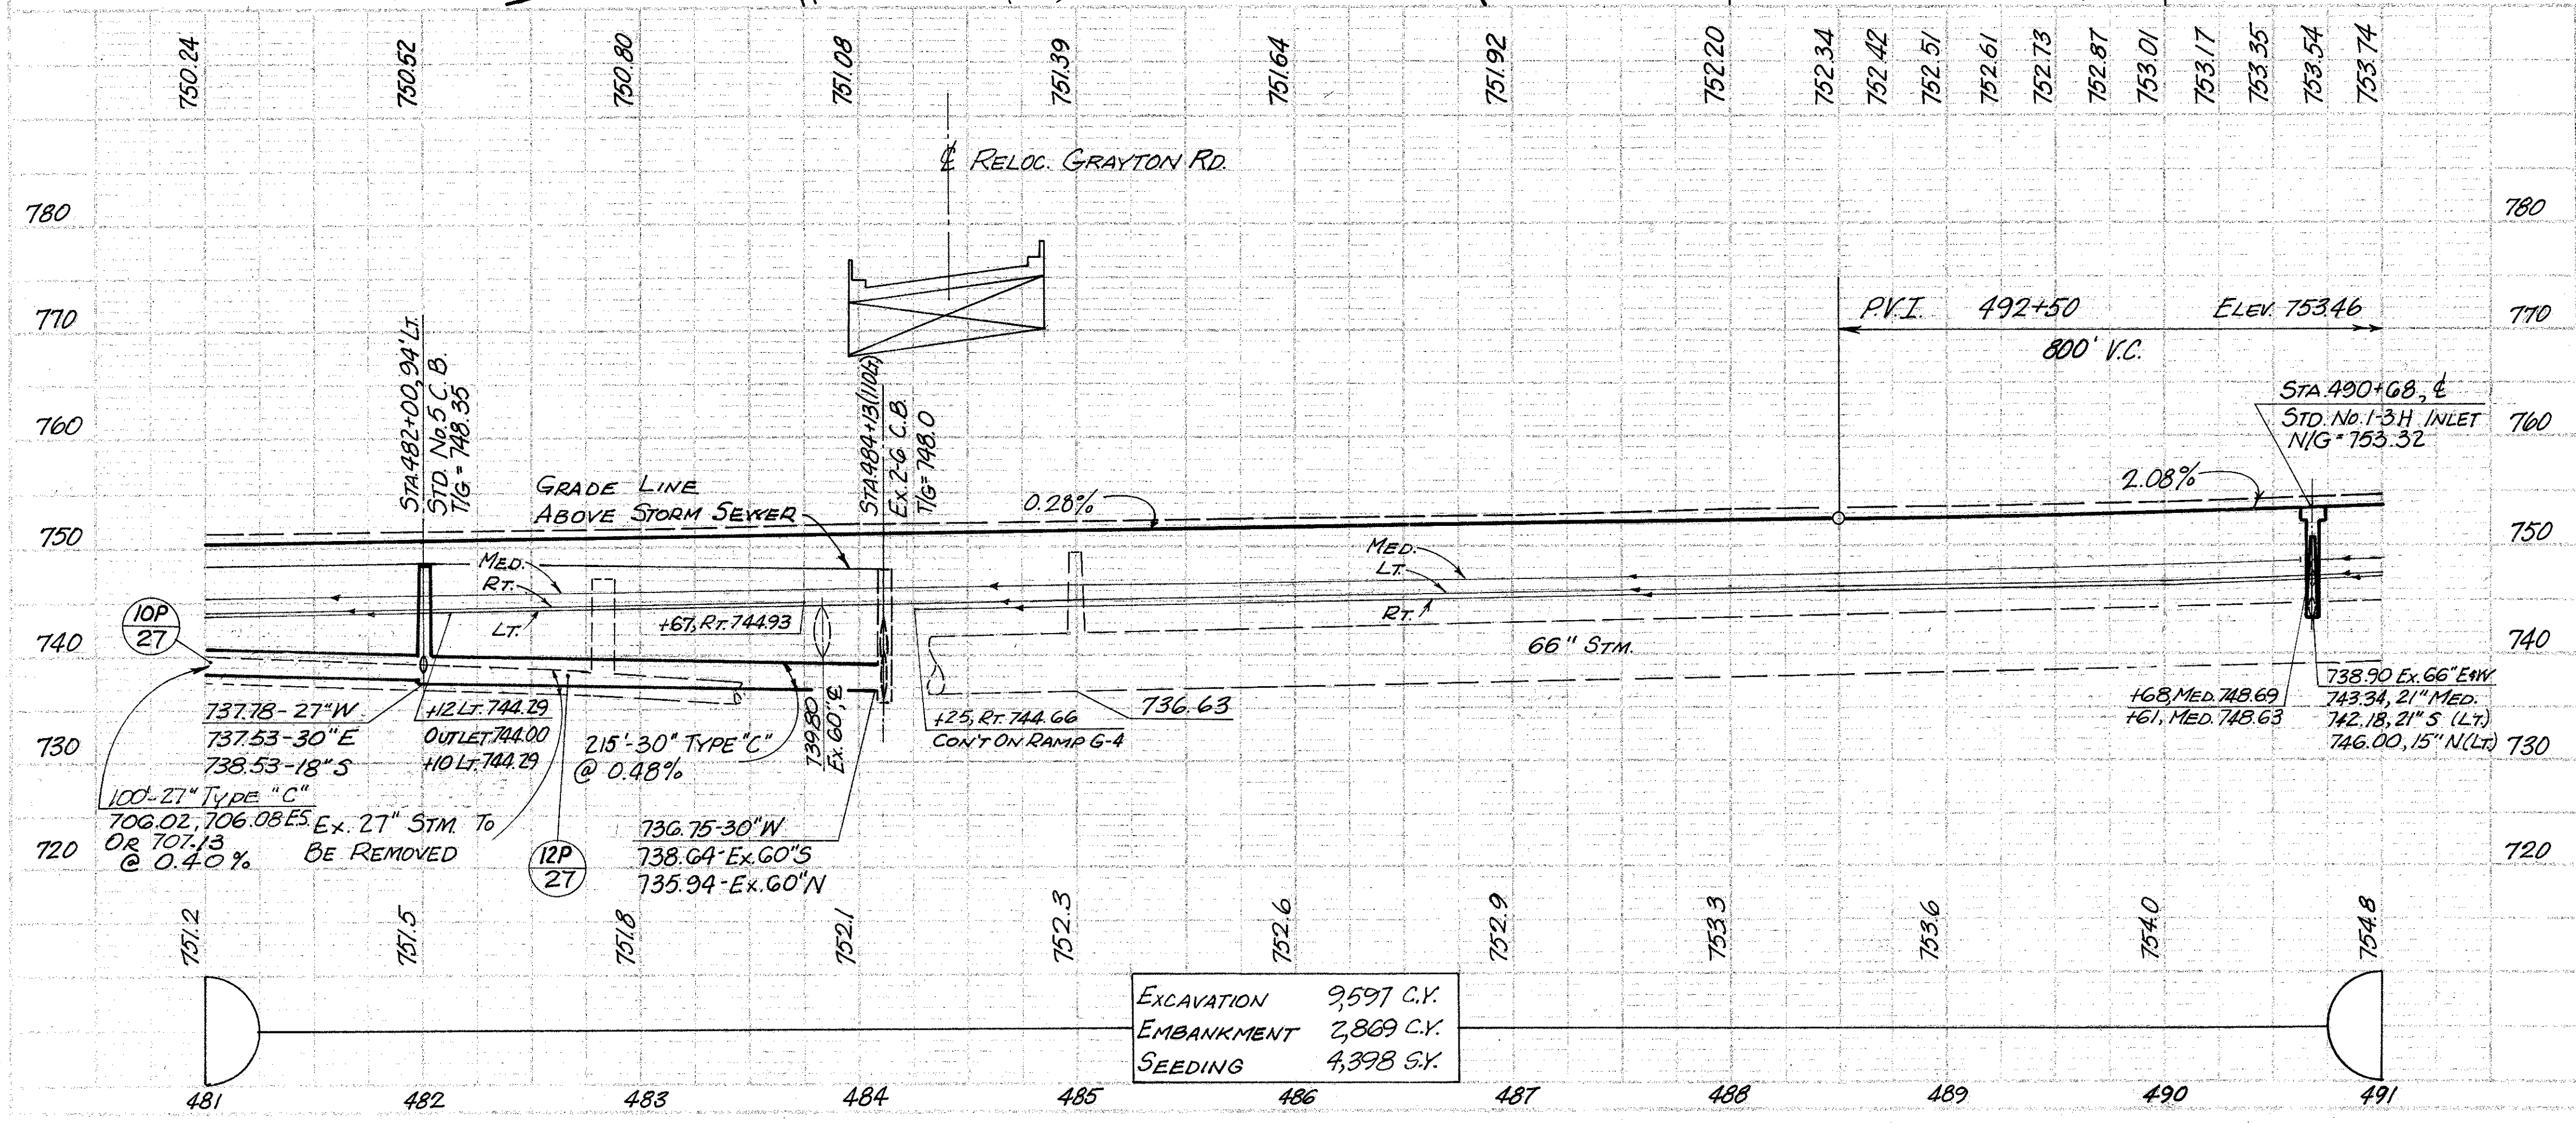 750.24
750.52
750.80
751.08
751.39
751.64
751.92
752.20
752.34
752.42
752.51
752.61
752.73
752.87
753.01
753.17
753.35
753.54
753.74
℄ RELOC. GRAYTON RD.
780
780
770
770
P.V.I. 492+50 ELEV. 753.46
800' V.C.
STA. 482+00, 94' LT.
STD. No. 5 C.B.
T/G = 748.35
STA. 484+13 (110Lt)
Ex. 2-6 C.B.
T/G = 748.0
STA. 490+68, ℄
STD. No. 1-3H INLET
N/G = 753.32
760
760
GRADE LINE
ABOVE STORM SEWER
0.28%
2.08%
750
750
MED.
RT.
LT.
MED.
LT.
RT.
10P
27
+67, RT. 744.93
740
740
66" STM.
737.78-27" W
737.53-30" E
738.53-18" S
+12 LT. 744.29
OUTLET 744.00
+10 LT. 744.29
215'-30" TYPE "C"
@ 0.48%
739.80
Ex. 60", ℄
+25, RT. 744.66
CON'T ON RAMP G-4
736.63
+68, MED. 748.69
+61, MED. 748.63
738.90 Ex. 66" E&W
743.34, 21" MED.
742.18, 21" S (LT.)
746.00, 15" N (LT.)
730
730
100'-27" TYPE "C"
706.02, 706.08 ES
OR 707.13
@ 0.40%
Ex. 27" STM. TO
BE REMOVED
12P
27
736.75-30" W
738.64-Ex. 60" S
735.94-Ex. 60" N
720
720
751.2
751.5
751.8
752.1
752.3
752.6
752.9
753.3
753.6
754.0
754.8
EXCAVATION 9,597 C.Y.
EMBANKMENT 2,869 C.Y.
SEEDING 4,398 S.Y.
481
482
483
484
485
486
487
488
489
490
491